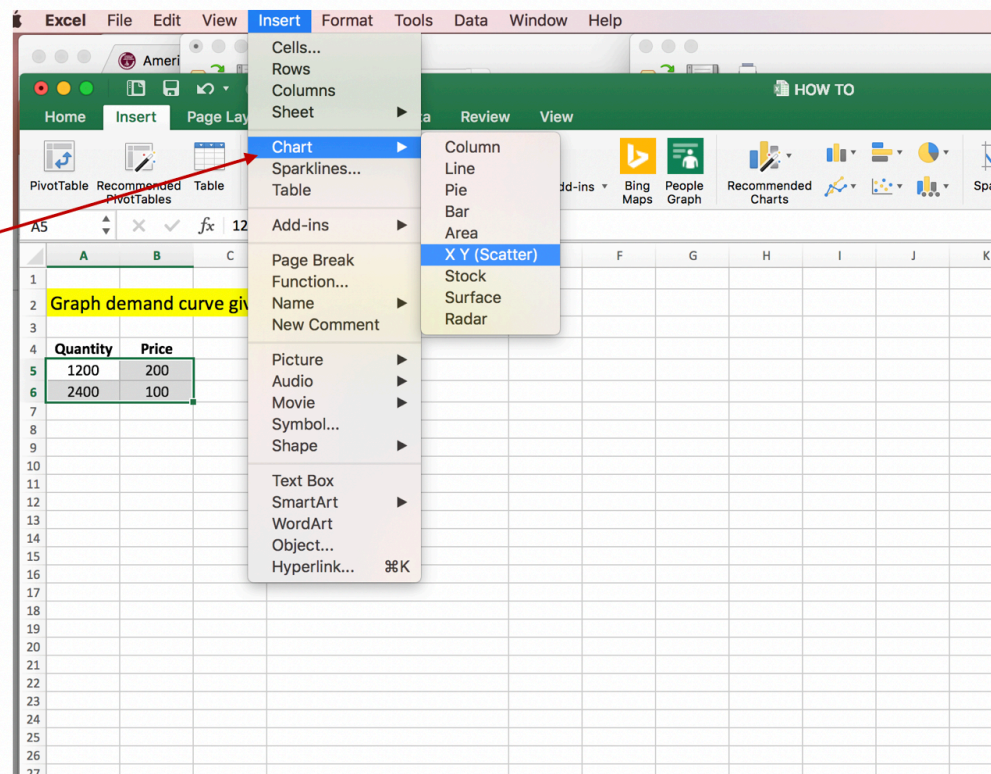 Excel File Edit View Insert Format Tools Data Window Help
Ameri
HOW TO
Home Insert Page Lay a Review View
PivotTable Recommended PivotTables Table dd-ins Bing Maps People Graph Recommended Charts Spa
A5 fx 12
A B C F G H I J K
1
2 Graph demand curve giv
3
4 Quantity Price
5 1200 200
6 2400 100
7
8
9
10
11
12
13
14
15
16
17
18
19
20
21
22
23
24
25
26
27
Cells...
Rows
Columns
Sheet
Chart
Sparklines...
Table
Add-ins
Page Break
Function...
Name
New Comment
Picture
Audio
Movie
Symbol...
Shape
Text Box
SmartArt
WordArt
Object...
Hyperlink... ⌘K
Column
Line
Pie
Bar
Area
X Y (Scatter)
Stock
Surface
Radar